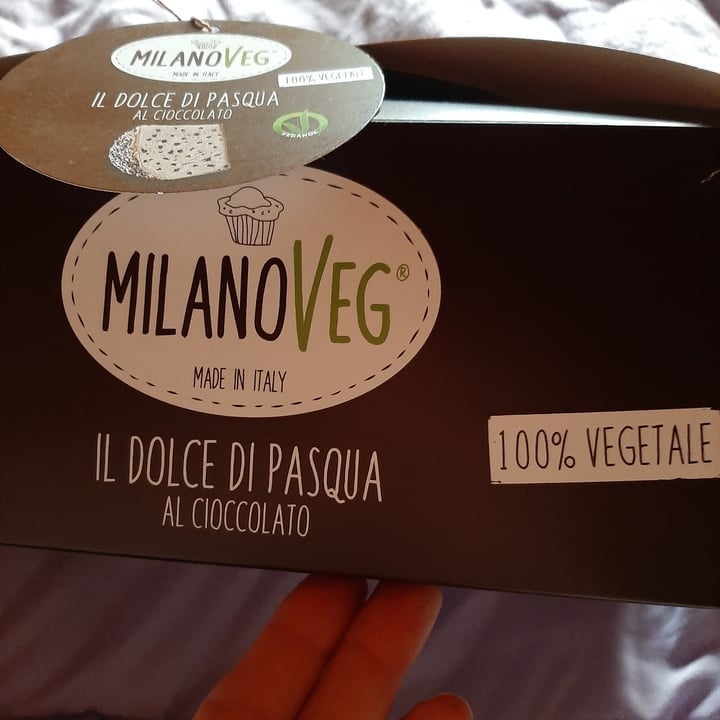 MILANOVEG
MADE IN ITALY
100% VEGETALE
IL DOLCE DI PASQUA
AL CIOCCOLATO
MILANOVEG®
MADE IN ITALY
IL DOLCE DI PASQUA
AL CIOCCOLATO
100% VEGETALE